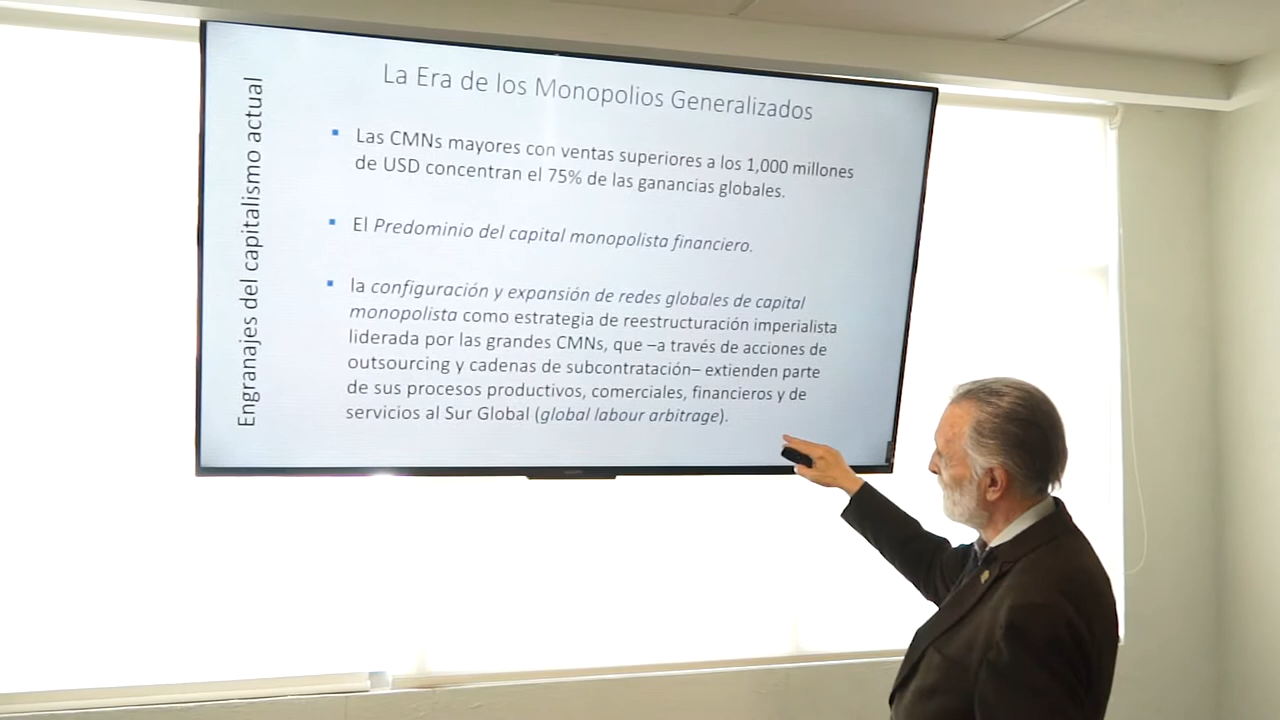 La Era de los Monopolios Generalizados
Engranajes del capitalismo actual
Las CMNs mayores con ventas superiores a los 1,000 millones
de USD concentran el 75% de las ganancias globales.
El Predominio del capital monopolista financiero.
la configuración y expansión de redes globales de capital
monopolista como estrategia de reestructuración imperialista
liderada por las grandes CMNs, que –a través de acciones de
outsourcing y cadenas de subcontratación– extienden parte
de sus procesos productivos, comerciales, financieros y de
servicios al Sur Global (global labour arbitrage).